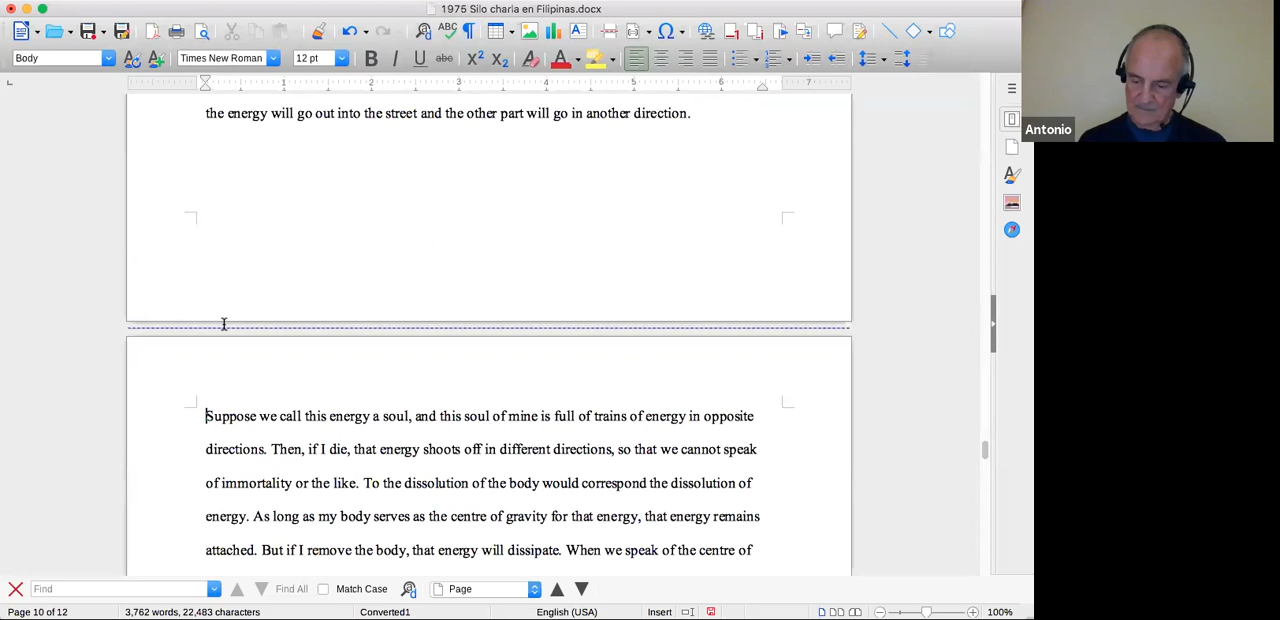 1975 Silo charla en Filipinas.docx
Body
Times New Roman
12 pt
1
2
3
4
5
6
7
the energy will go out into the street and the other part will go in another direction.
Suppose we call this energy a soul, and this soul of mine is full of trains of energy in opposite
directions. Then, if I die, that energy shoots off in different directions, so that we cannot speak
of immortality or the like. To the dissolution of the body would correspond the dissolution of
energy. As long as my body serves as the centre of gravity for that energy, that energy remains
attached. But if I remove the body, that energy will dissipate. When we speak of the centre of
Find
Find All
Match Case
Page
Page 10 of 12
3,762 words, 22,483 characters
Converted1
English (USA)
Insert
100%
Antonio